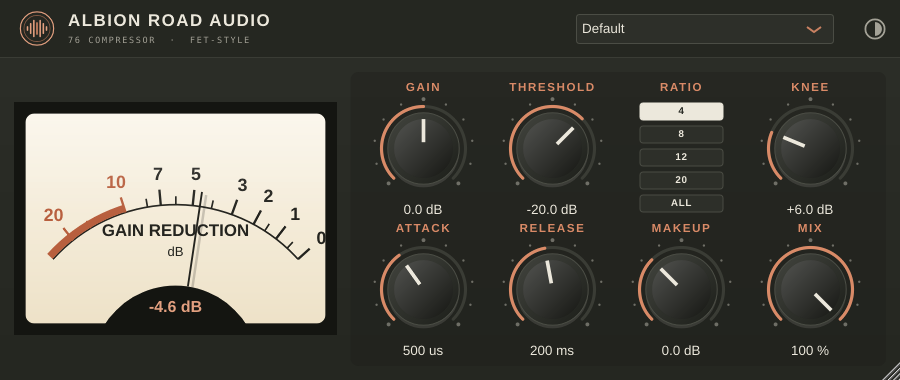 ALBION ROAD AUDIO
76 COMPRESSOR · FET-STYLE
Default
20 10 7 5 3 2 1 0
GAIN REDUCTION
dB
-4.6 dB
GAIN THRESHOLD RATIO KNEE
4
8
12
20
ALL
0.0 dB -20.0 dB +6.0 dB
ATTACK RELEASE MAKEUP MIX
500 us 200 ms 0.0 dB 100 %